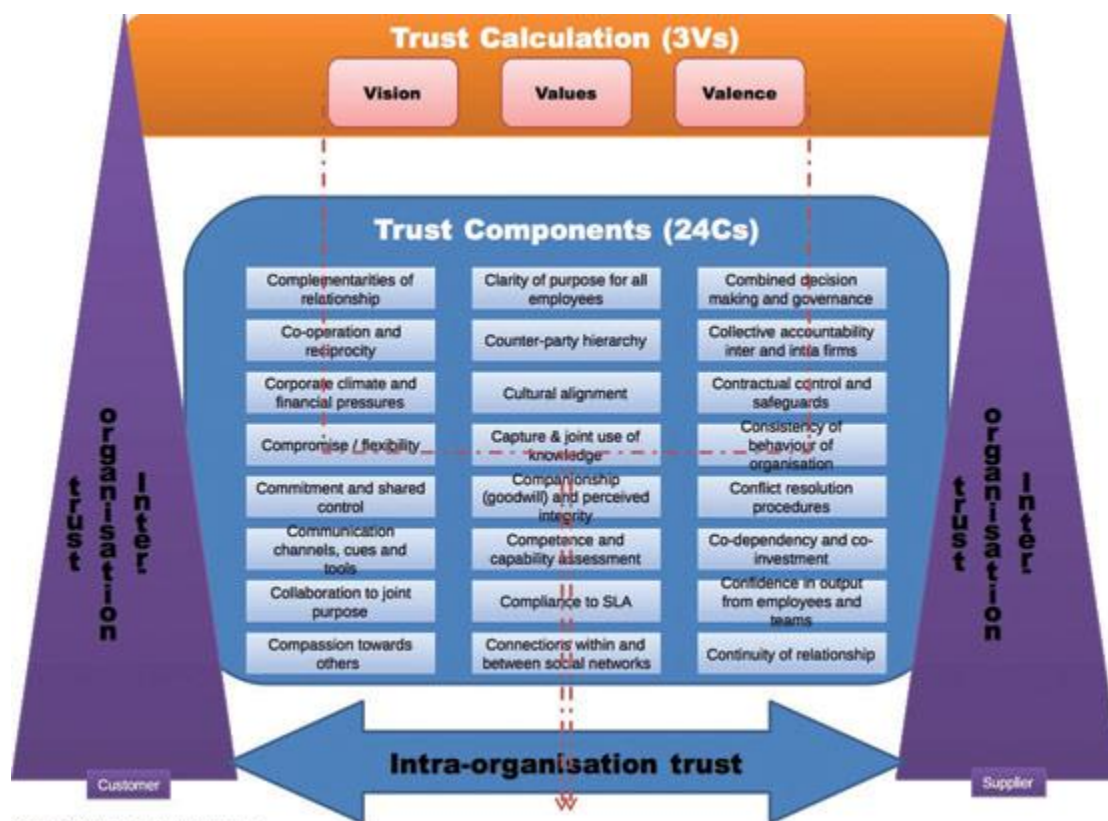 Trust Calculation (3Vs)
Vision
Values
Valence
Trust Components (24Cs)
Complementarities of
relationship
Clarity of purpose for all
employees
Combined decision
making and governance
Co-operation and
reciprocity
Counter-party hierarchy
Collective accountability
inter and intra firms
Corporate climate and
financial pressures
Cultural alignment
Contractual control and
safeguards
Compromise / flexibility
Capture & joint use of
knowledge
Consistency of
behaviour of
organisation
Commitment and shared
control
Companionship
(goodwill) and perceived
integrity
Conflict resolution
procedures
Communication
channels, cues and
tools
Competence and
capability assessment
Co-dependency and co-
investment
Collaboration to joint
purpose
Compliance to SLA
Confidence in output
from employees and
teams
Compassion towards
others
Connections within and
between social networks
Continuity of relationship
Inter-
organisation
trust
Inter-
organisation
trust
Intra-organisation trust
Customer
Supplier